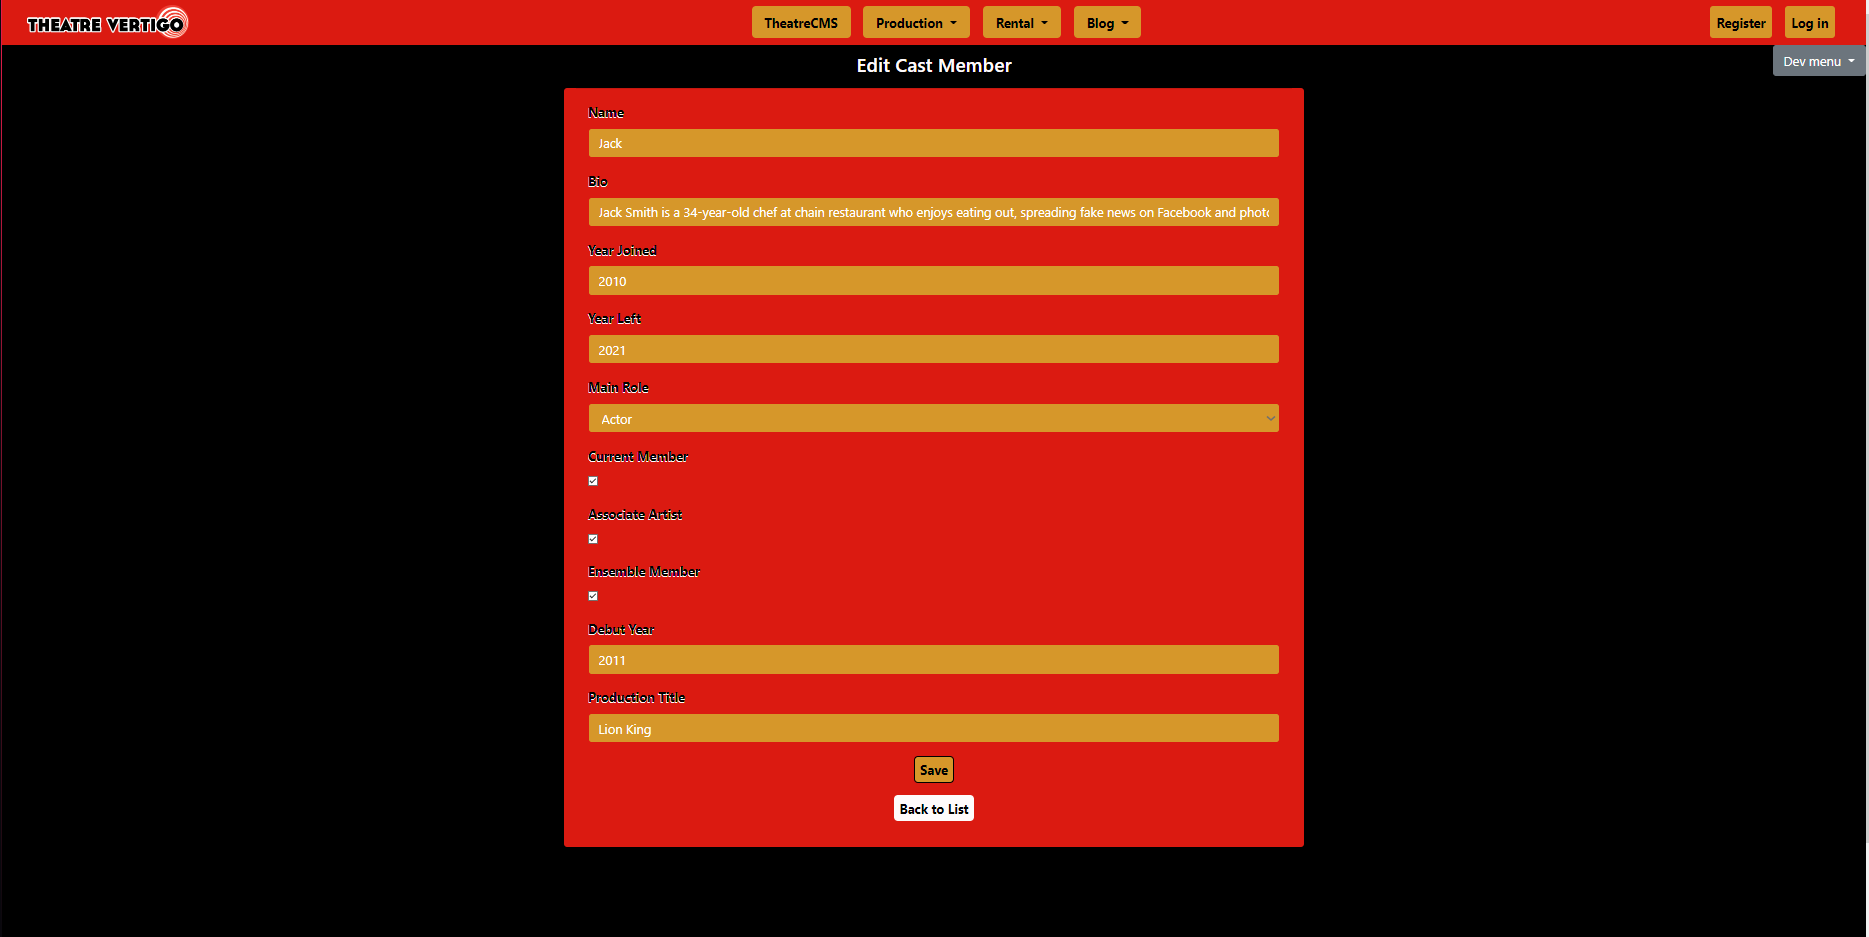 THEATRE VERTIGO
TheatreCMS Production Rental Blog Register Log in
Dev menu
Edit Cast Member
Name
Jack
Bio
Jack Smith is a 34-year-old chef at chain restaurant who enjoys eating out, spreading fake news on Facebook and photo
Year Joined
2010
Year Left
2021
Main Role
Actor
Current Member
Associate Artist
Ensemble Member
Debut Year
2011
Production Title
Lion King
Save
Back to List